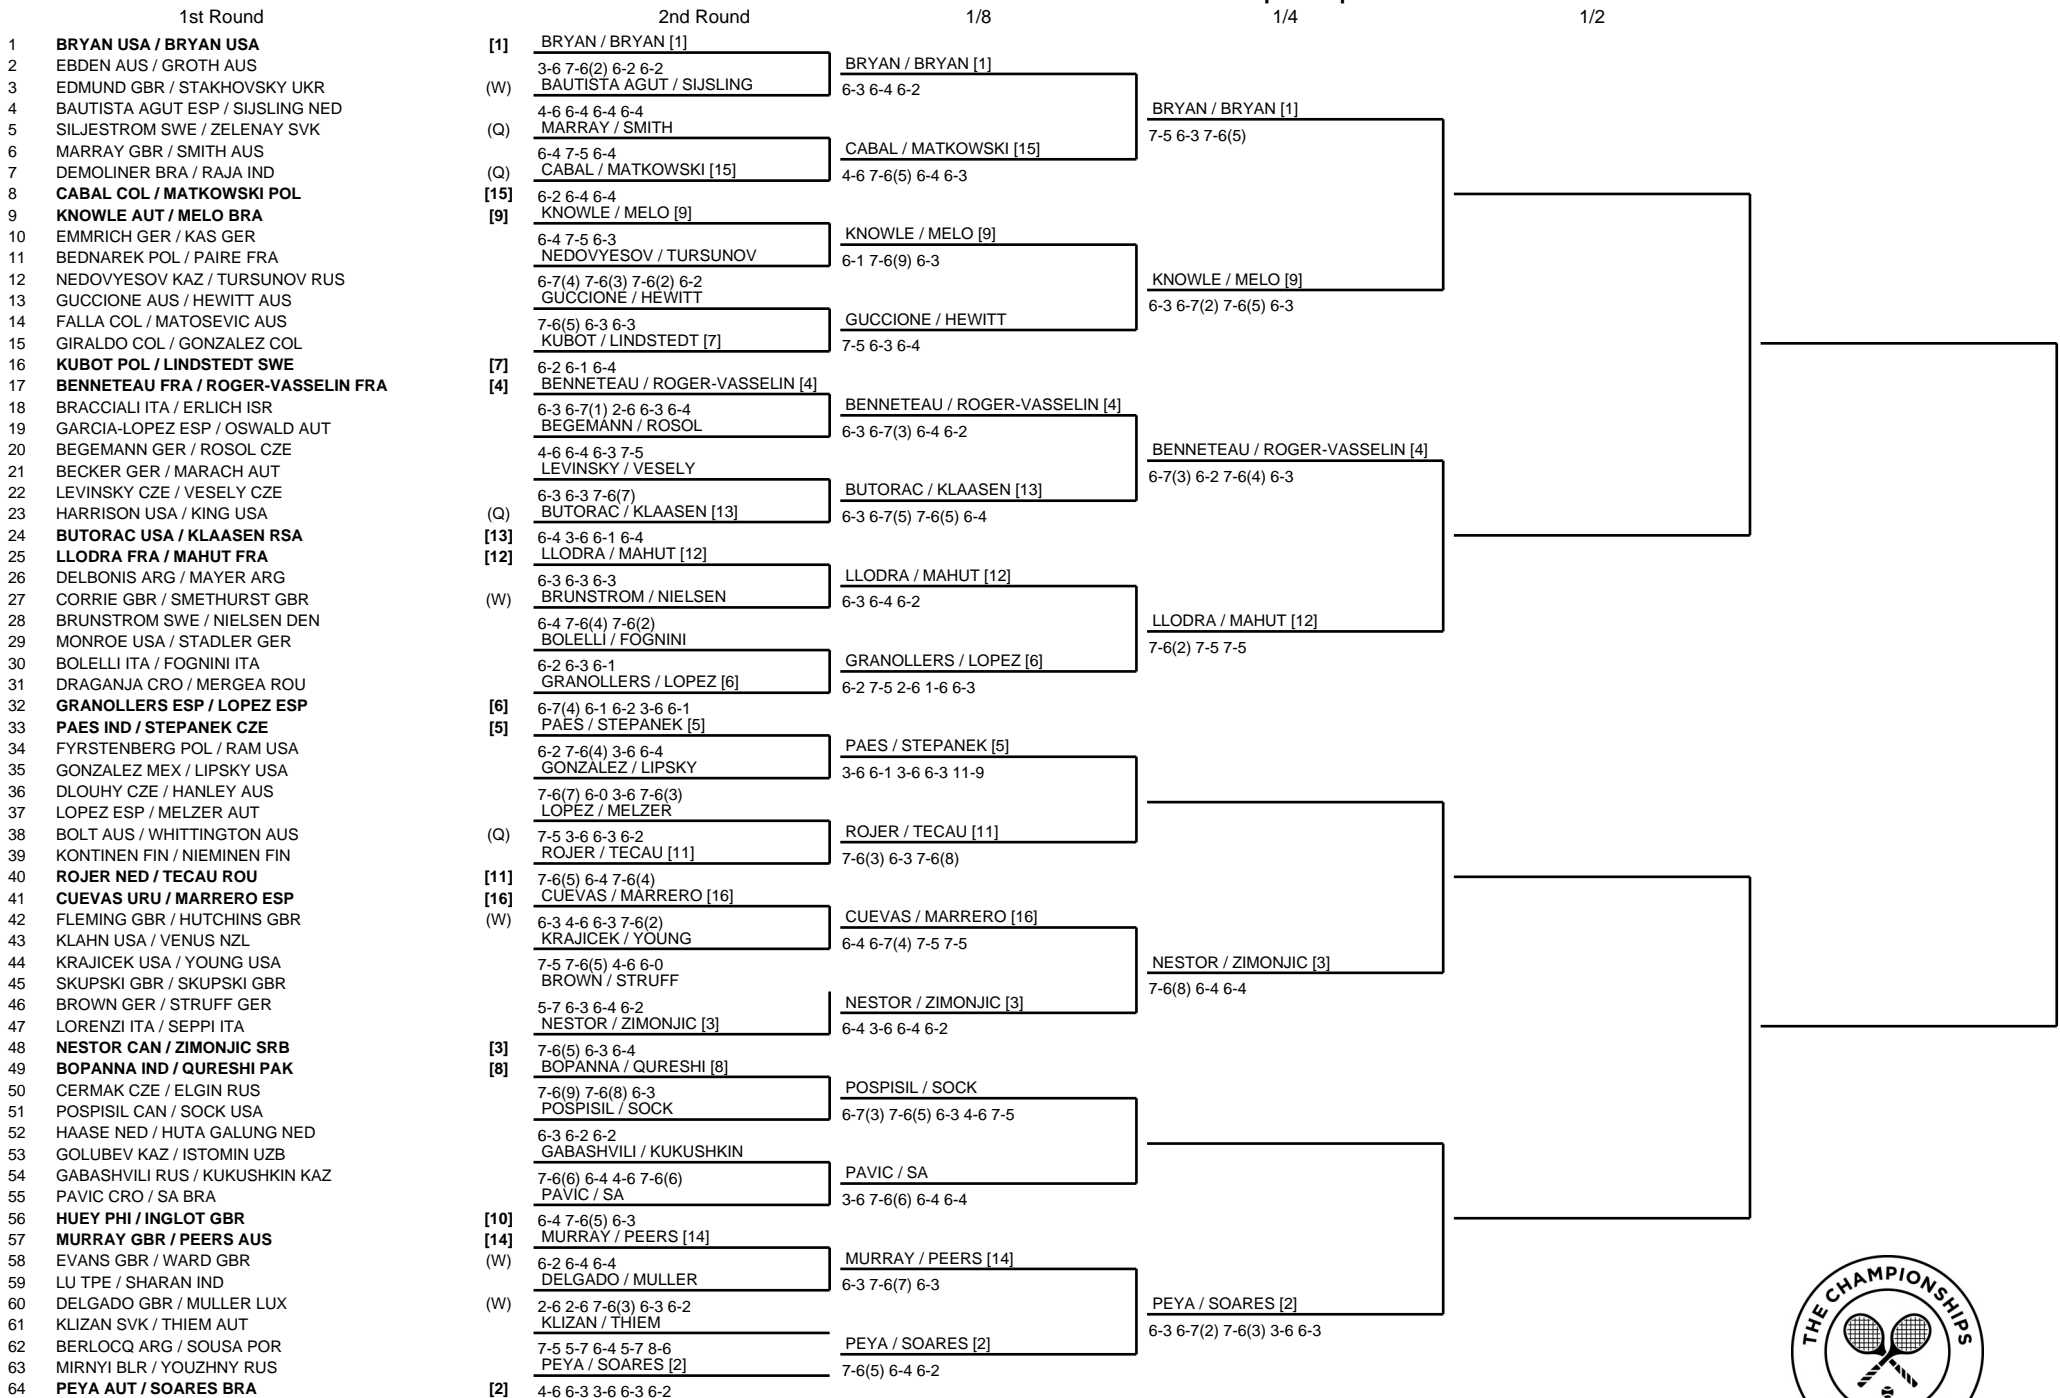 1st Round
2nd Round
1/8
1/4
1/2
1 BRYAN USA / BRYAN USA [1]
2 EBDEN AUS / GROTH AUS
3 EDMUND GBR / STAKHOVSKY UKR (W)
4 BAUTISTA AGUT ESP / SIJSLING NED
5 SILJESTROM SWE / ZELENAY SVK (Q)
6 MARRAY GBR / SMITH AUS
7 DEMOLINER BRA / RAJA IND (Q)
8 CABAL COL / MATKOWSKI POL [15]
9 KNOWLE AUT / MELO BRA [9]
10 EMMRICH GER / KAS GER
11 BEDNAREK POL / PAIRE FRA
12 NEDOVYESOV KAZ / TURSUNOV RUS
13 GUCCIONE AUS / HEWITT AUS
14 FALLA COL / MATOSEVIC AUS
15 GIRALDO COL / GONZALEZ COL
16 KUBOT POL / LINDSTEDT SWE [7]
17 BENNETEAU FRA / ROGER-VASSELIN FRA [4]
18 BRACCIALI ITA / ERLICH ISR
19 GARCIA-LOPEZ ESP / OSWALD AUT
20 BEGEMANN GER / ROSOL CZE
21 BECKER GER / MARACH AUT
22 LEVINSKY CZE / VESELY CZE
23 HARRISON USA / KING USA (Q)
24 BUTORAC USA / KLAASEN RSA [13]
25 LLODRA FRA / MAHUT FRA [12]
26 DELBONIS ARG / MAYER ARG
27 CORRIE GBR / SMETHURST GBR (W)
28 BRUNSTROM SWE / NIELSEN DEN
29 MONROE USA / STADLER GER
30 BOLELLI ITA / FOGNINI ITA
31 DRAGANJA CRO / MERGEA ROU
32 GRANOLLERS ESP / LOPEZ ESP [6]
33 PAES IND / STEPANEK CZE [5]
34 FYRSTENBERG POL / RAM USA
35 GONZALEZ MEX / LIPSKY USA
36 DLOUHY CZE / HANLEY AUS
37 LOPEZ ESP / MELZER AUT
38 BOLT AUS / WHITTINGTON AUS (Q)
39 KONTINEN FIN / NIEMINEN FIN
40 ROJER NED / TECAU ROU [11]
41 CUEVAS URU / MARRERO ESP [16]
42 FLEMING GBR / HUTCHINS GBR (W)
43 KLAHN USA / VENUS NZL
44 KRAJICEK USA / YOUNG USA
45 SKUPSKI GBR / SKUPSKI GBR
46 BROWN GER / STRUFF GER
47 LORENZI ITA / SEPPI ITA
48 NESTOR CAN / ZIMONJIC SRB [3]
49 BOPANNA IND / QURESHI PAK [8]
50 CERMAK CZE / ELGIN RUS
51 POSPISIL CAN / SOCK USA
52 HAASE NED / HUTA GALUNG NED
53 GOLUBEV KAZ / ISTOMIN UZB
54 GABASHVILI RUS / KUKUSHKIN KAZ
55 PAVIC CRO / SA BRA
56 HUEY PHI / INGLOT GBR [10]
57 MURRAY GBR / PEERS AUS [14]
58 EVANS GBR / WARD GBR (W)
59 LU TPE / SHARAN IND
60 DELGADO GBR / MULLER LUX (W)
61 KLIZAN SVK / THIEM AUT
62 BERLOCQ ARG / SOUSA POR
63 MIRNYI BLR / YOUZHNY RUS
64 PEYA AUT / SOARES BRA [2]
BRYAN / BRYAN [1]
3-6 7-6(2) 6-2 6-2
BAUTISTA AGUT / SIJSLING
4-6 6-4 6-4 6-4
MARRAY / SMITH
6-4 7-5 6-4
CABAL / MATKOWSKI [15]
6-2 6-4 6-4
KNOWLE / MELO [9]
6-4 7-5 6-3
NEDOVYESOV / TURSUNOV
6-7(4) 7-6(3) 7-6(2) 6-2
GUCCIONE / HEWITT
7-6(5) 6-3 6-3
KUBOT / LINDSTEDT [7]
6-2 6-1 6-4
BENNETEAU / ROGER-VASSELIN [4]
6-3 6-7(1) 2-6 6-3 6-4
BEGEMANN / ROSOL
4-6 6-4 6-3 7-5
LEVINSKY / VESELY
6-3 6-3 7-6(7)
BUTORAC / KLAASEN [13]
6-4 3-6 6-1 6-4
LLODRA / MAHUT [12]
6-3 6-3 6-3
BRUNSTROM / NIELSEN
6-4 7-6(4) 7-6(2)
BOLELLI / FOGNINI
6-2 6-3 6-1
GRANOLLERS / LOPEZ [6]
6-7(4) 6-1 6-2 3-6 6-1
PAES / STEPANEK [5]
6-2 7-6(4) 3-6 6-4
GONZALEZ / LIPSKY
7-6(7) 6-0 3-6 7-6(3)
LOPEZ / MELZER
7-5 3-6 6-3 6-2
ROJER / TECAU [11]
7-6(5) 6-4 7-6(4)
CUEVAS / MARRERO [16]
6-3 4-6 6-3 7-6(2)
KRAJICEK / YOUNG
7-5 7-6(5) 4-6 6-0
BROWN / STRUFF
5-7 6-3 6-4 6-2
NESTOR / ZIMONJIC [3]
7-6(5) 6-3 6-4
BOPANNA / QURESHI [8]
7-6(9) 7-6(8) 6-3
POSPISIL / SOCK
6-3 6-2 6-2
GABASHVILI / KUKUSHKIN
7-6(6) 6-4 4-6 7-6(6)
PAVIC / SA
6-4 7-6(5) 6-3
MURRAY / PEERS [14]
6-2 6-4 6-4
DELGADO / MULLER
2-6 2-6 7-6(3) 6-3 6-2
KLIZAN / THIEM
7-5 5-7 6-4 5-7 8-6
PEYA / SOARES [2]
4-6 6-3 3-6 6-3 6-2
BRYAN / BRYAN [1]
6-3 6-4 6-2
CABAL / MATKOWSKI [15]
4-6 7-6(5) 6-4 6-3
KNOWLE / MELO [9]
6-1 7-6(9) 6-3
GUCCIONE / HEWITT
7-5 6-3 6-4
BENNETEAU / ROGER-VASSELIN [4]
6-3 6-7(3) 6-4 6-2
BUTORAC / KLAASEN [13]
6-3 6-7(5) 7-6(5) 6-4
LLODRA / MAHUT [12]
6-3 6-4 6-2
GRANOLLERS / LOPEZ [6]
6-2 7-5 2-6 1-6 6-3
PAES / STEPANEK [5]
3-6 6-1 3-6 6-3 11-9
ROJER / TECAU [11]
7-6(3) 6-3 7-6(8)
CUEVAS / MARRERO [16]
6-4 6-7(4) 7-5 7-5
NESTOR / ZIMONJIC [3]
6-4 3-6 6-4 6-2
POSPISIL / SOCK
6-7(3) 7-6(5) 6-3 4-6 7-5
PAVIC / SA
3-6 7-6(6) 6-4 6-4
MURRAY / PEERS [14]
6-3 7-6(7) 6-3
PEYA / SOARES [2]
7-6(5) 6-4 6-2
BRYAN / BRYAN [1]
7-5 6-3 7-6(5)
KNOWLE / MELO [9]
6-3 6-7(2) 7-6(5) 6-3
BENNETEAU / ROGER-VASSELIN [4]
6-7(3) 6-2 7-6(4) 6-3
LLODRA / MAHUT [12]
7-6(2) 7-5 7-5
NESTOR / ZIMONJIC [3]
7-6(8) 6-4 6-4
PEYA / SOARES [2]
6-3 6-7(2) 7-6(3) 3-6 6-3
THE CHAMPIONSHIPS